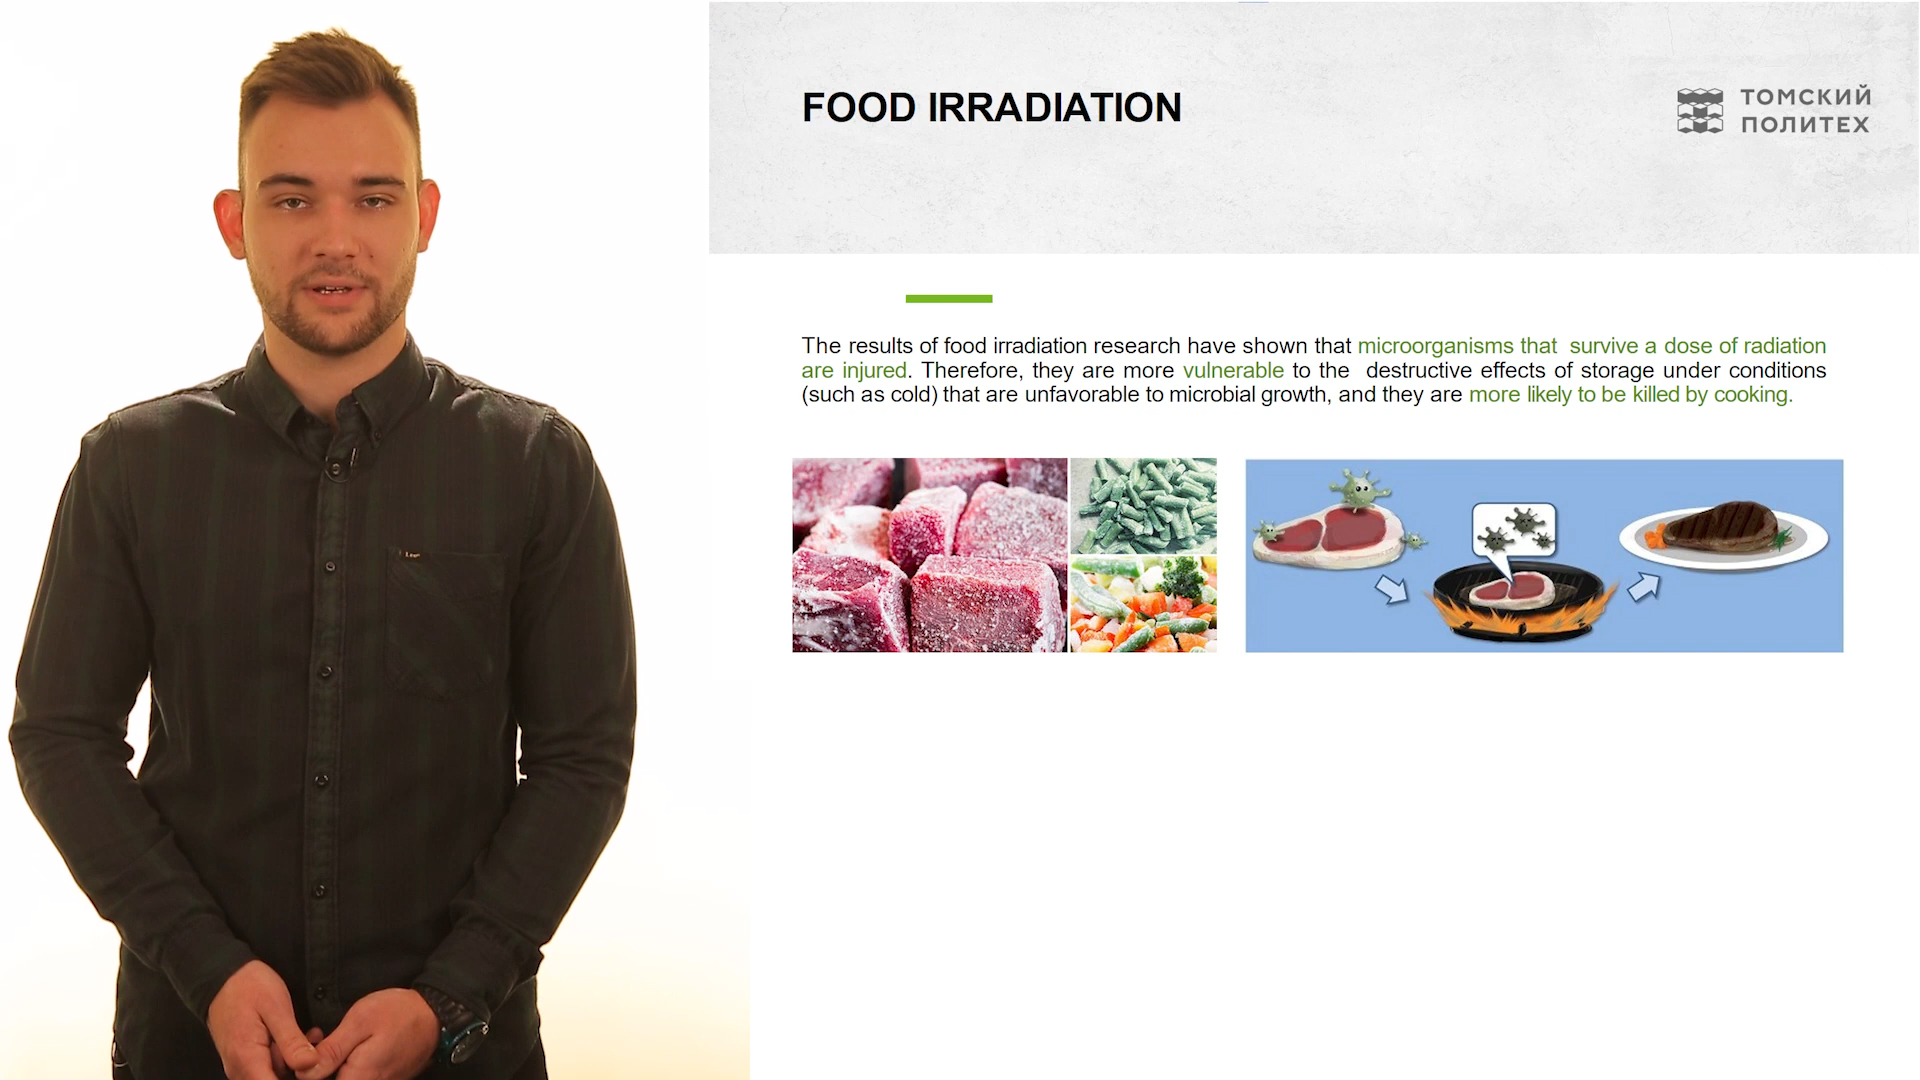 FOOD IRRADIATION
ТОМСКИЙ
ПОЛИТЕХ
The results of food irradiation research have shown that microorganisms that survive a dose of radiation
are injured. Therefore, they are more vulnerable to the destructive effects of storage under conditions
(such as cold) that are unfavorable to microbial growth, and they are more likely to be killed by cooking.